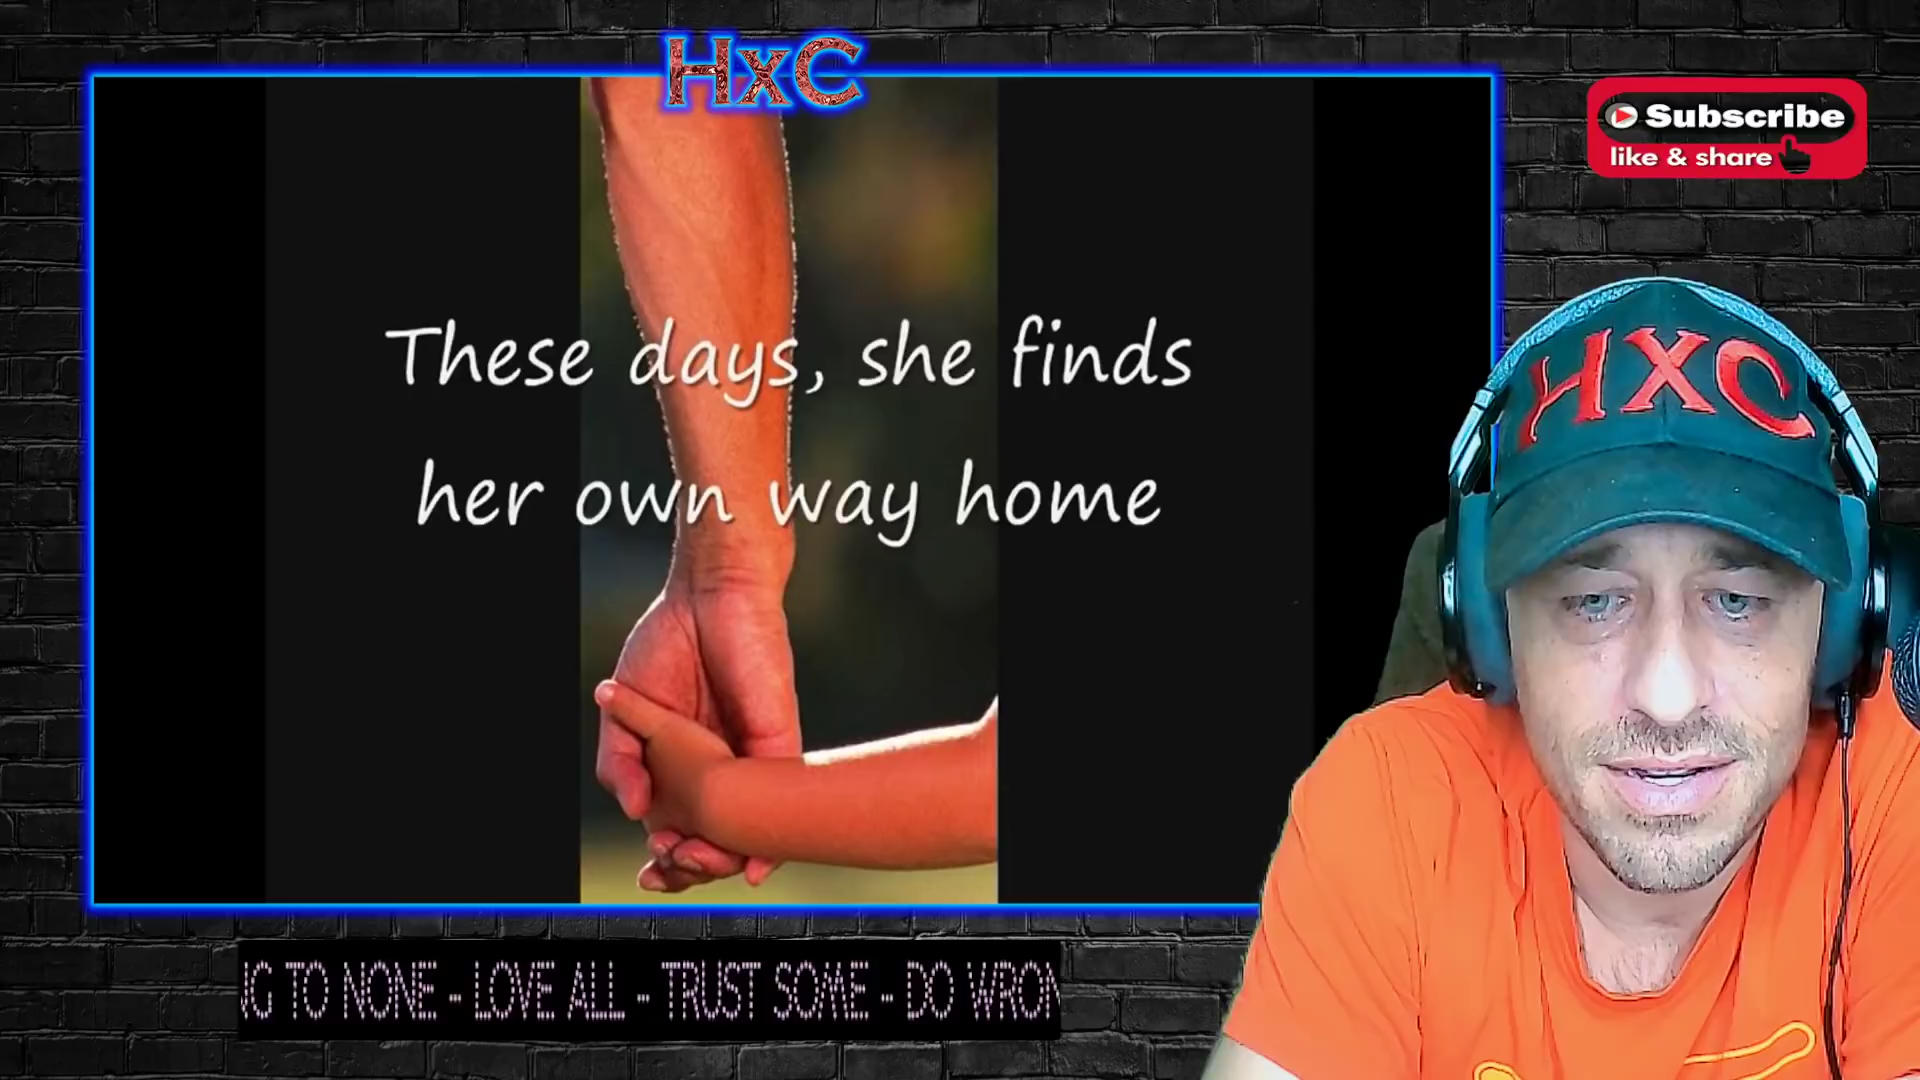 HxC
Subscribe
like & share
HXC
These days, she finds
her own way home
TO NONE - LOVE ALL - TRUST SOME - DO